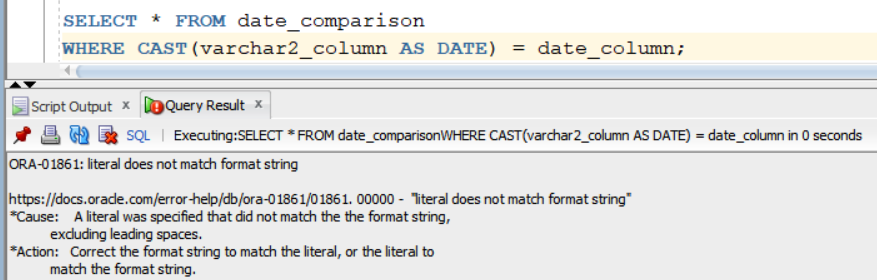 SELECT * FROM date_comparison
WHERE CAST(varchar2_column AS DATE) = date_column;
Script Output x Query Result x
SQL | Executing:SELECT * FROM date_comparisonWHERE CAST(varchar2_column AS DATE) = date_column in 0 seconds
ORA-01861: literal does not match format string
https://docs.oracle.com/error-help/db/ora-01861/01861. 00000 - "literal does not match format string"
*Cause: A literal was specified that did not match the the format string,
excluding leading spaces.
*Action: Correct the format string to match the literal, or the literal to
match the format string.